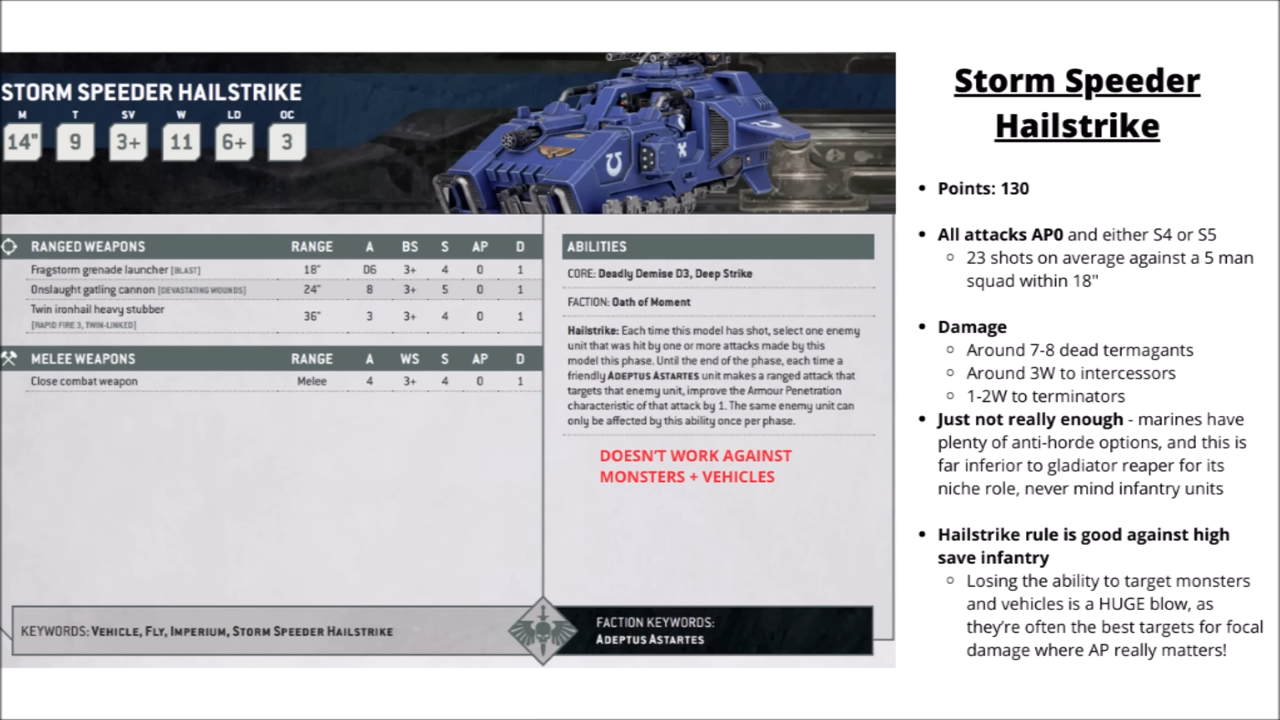 STORM SPEEDER HAILSTRIKE
M T SV W LD OC
14" 9 3+ 11 6+ 3
RANGED WEAPONS RANGE A BS S AP D
Fragstorm grenade launcher [BLAST] 18" D6 3+ 4 0 1
Onslaught gatling cannon [DEVASTATING WOUNDS] 24" 8 3+ 5 0 1
Twin ironhail heavy stubber 36" 3 3+ 4 0 1
[RAPID FIRE 3, TWIN-LINKED]
MELEE WEAPONS RANGE A WS S AP D
Close combat weapon Melee 4 3+ 4 0 1
ABILITIES
CORE: Deadly Demise D3, Deep Strike
FACTION: Oath of Moment
Hailstrike: Each time this model has shot, select one enemy
unit that was hit by one or more attacks made by this
model this phase. Until the end of the phase, each time a
friendly ADEPTUS ASTARTES unit makes a ranged attack that
targets that enemy unit, improve the Armour Penetration
characteristic of that attack by 1. The same enemy unit can
only be affected by this ability once per phase.
DOESN'T WORK AGAINST
MONSTERS + VEHICLES
KEYWORDS: VEHICLE, FLY, IMPERIUM, STORM SPEEDER HAILSTRIKE
FACTION KEYWORDS:
ADEPTUS ASTARTES
Storm Speeder
Hailstrike
• Points: 130
• All attacks AP0 and either S4 or S5
○ 23 shots on average against a 5 man
squad within 18"
• Damage
○ Around 7-8 dead termagants
○ Around 3W to intercessors
○ 1-2W to terminators
• Just not really enough - marines have
plenty of anti-horde options, and this is
far inferior to gladiator reaper for its
niche role, never mind infantry units
• Hailstrike rule is good against high
save infantry
○ Losing the ability to target monsters
and vehicles is a HUGE blow, as
they're often the best targets for focal
damage where AP really matters!